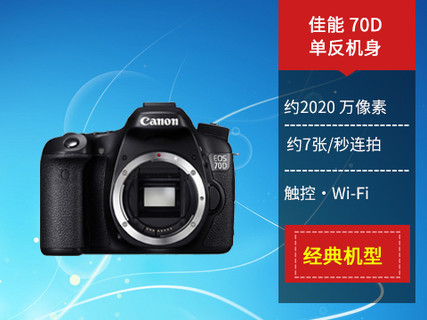 佳能 70D
单反机身
约2020 万像素
约7张/秒连拍
触控·Wi-Fi
经典机型
Canon
EOS
70D